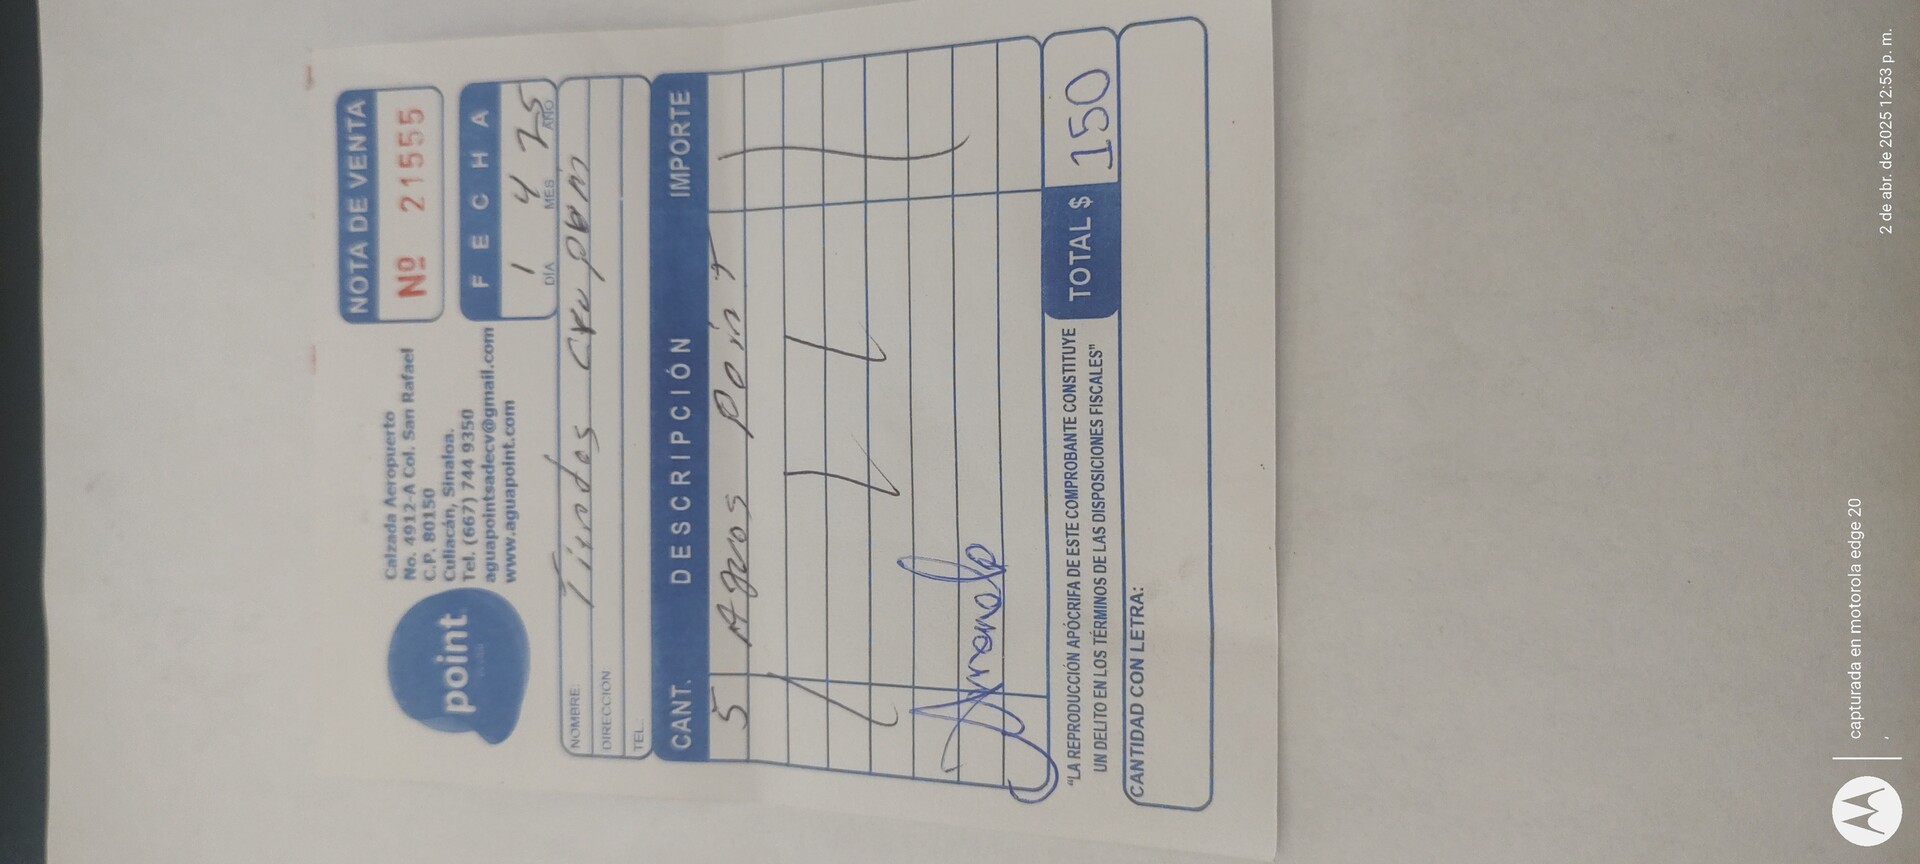 point
Calzada Aeropuerto
No. 4912-A Col. San Rafael
C.P. 80150
Culiacán, Sinaloa.
Tel. (667) 744 9350
aguapointsadecv@gmail.com
www.aguapoint.com
NOTA DE VENTA
Nº 21555
FECHA
1 4 25
DÍA MES AÑO
NOMBRE: Tiendas
DIRECCION
TEL.:
CANT. DESCRIPCIÓN IMPORTE
5 Aguas Point
"LA REPRODUCCIÓN APÓCRIFA DE ESTE COMPROBANTE CONSTITUYE
UN DELITO EN LOS TÉRMINOS DE LAS DISPOSICIONES FISCALES"
TOTAL $ 150
CANTIDAD CON LETRA:
capturada en motorola edge 20
2 de abr. de 2025 12:53 p. m.